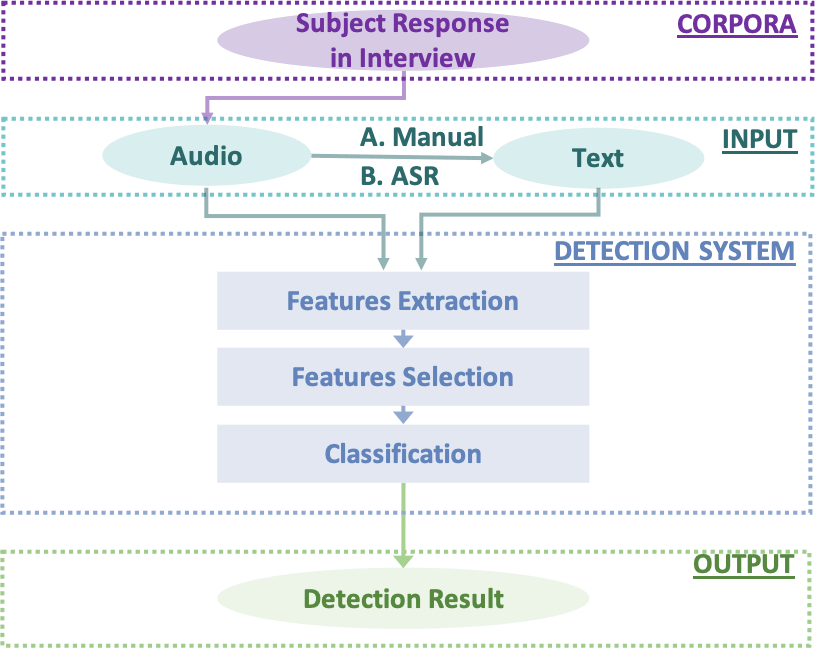 Subject Response
in Interview
CORPORA
INPUT
Audio
A. Manual
B. ASR
Text
DETECTION SYSTEM
Features Extraction
Features Selection
Classification
OUTPUT
Detection Result